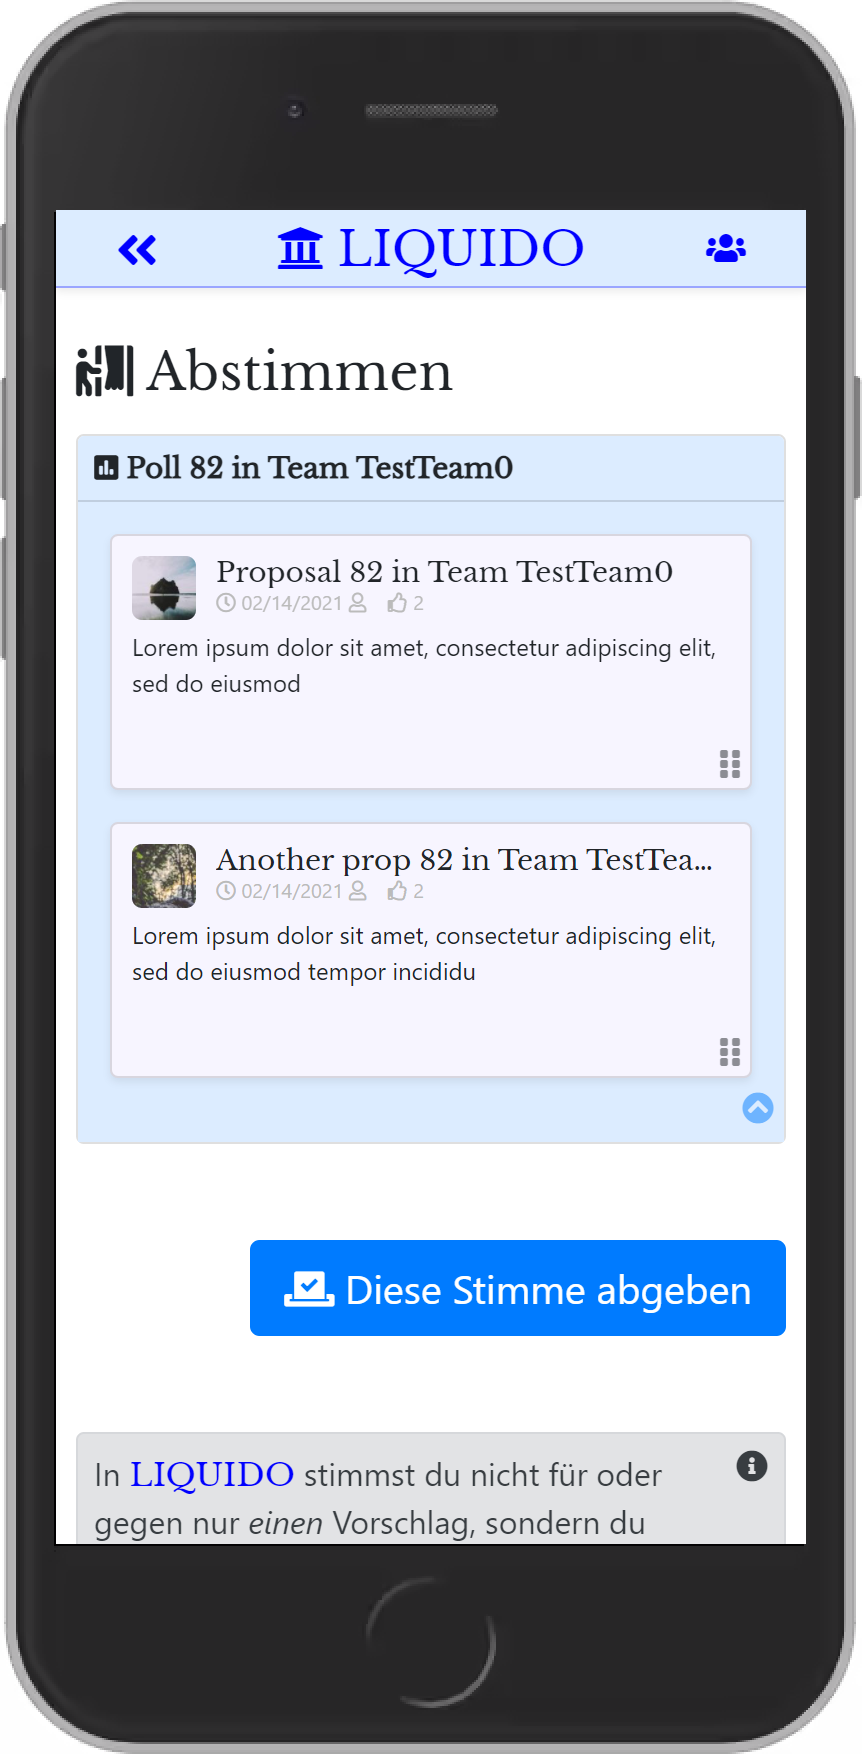 LIQUIDO
Abstimmen
Poll 82 in Team TestTeam0
Proposal 82 in Team TestTeam0
02/14/2021 2
Lorem ipsum dolor sit amet, consectetur adipiscing elit,
sed do eiusmod
Another prop 82 in Team TestTea...
02/14/2021 2
Lorem ipsum dolor sit amet, consectetur adipiscing elit,
sed do eiusmod tempor incididu
Diese Stimme abgeben
In LIQUIDO stimmst du nicht für oder
gegen nur einen Vorschlag, sondern du